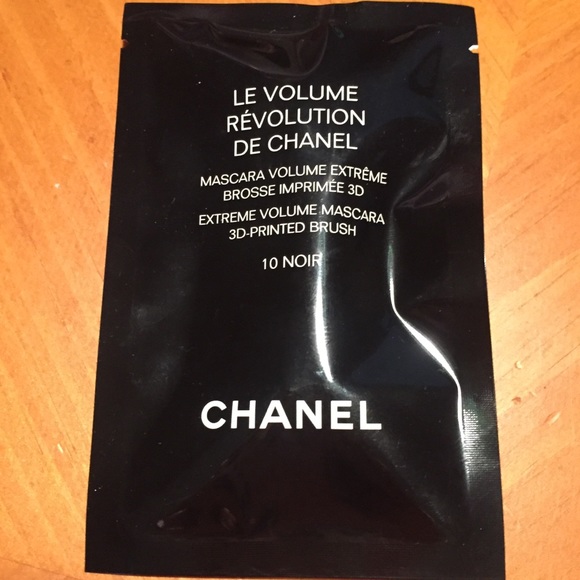 LE VOLUME
RÉVOLUTION
DE CHANEL
MASCARA VOLUME EXTRÊME
BROSSE IMPRIMÉE 3D
EXTREME VOLUME MASCARA
3D-PRINTED BRUSH
10 NOIR
CHANEL